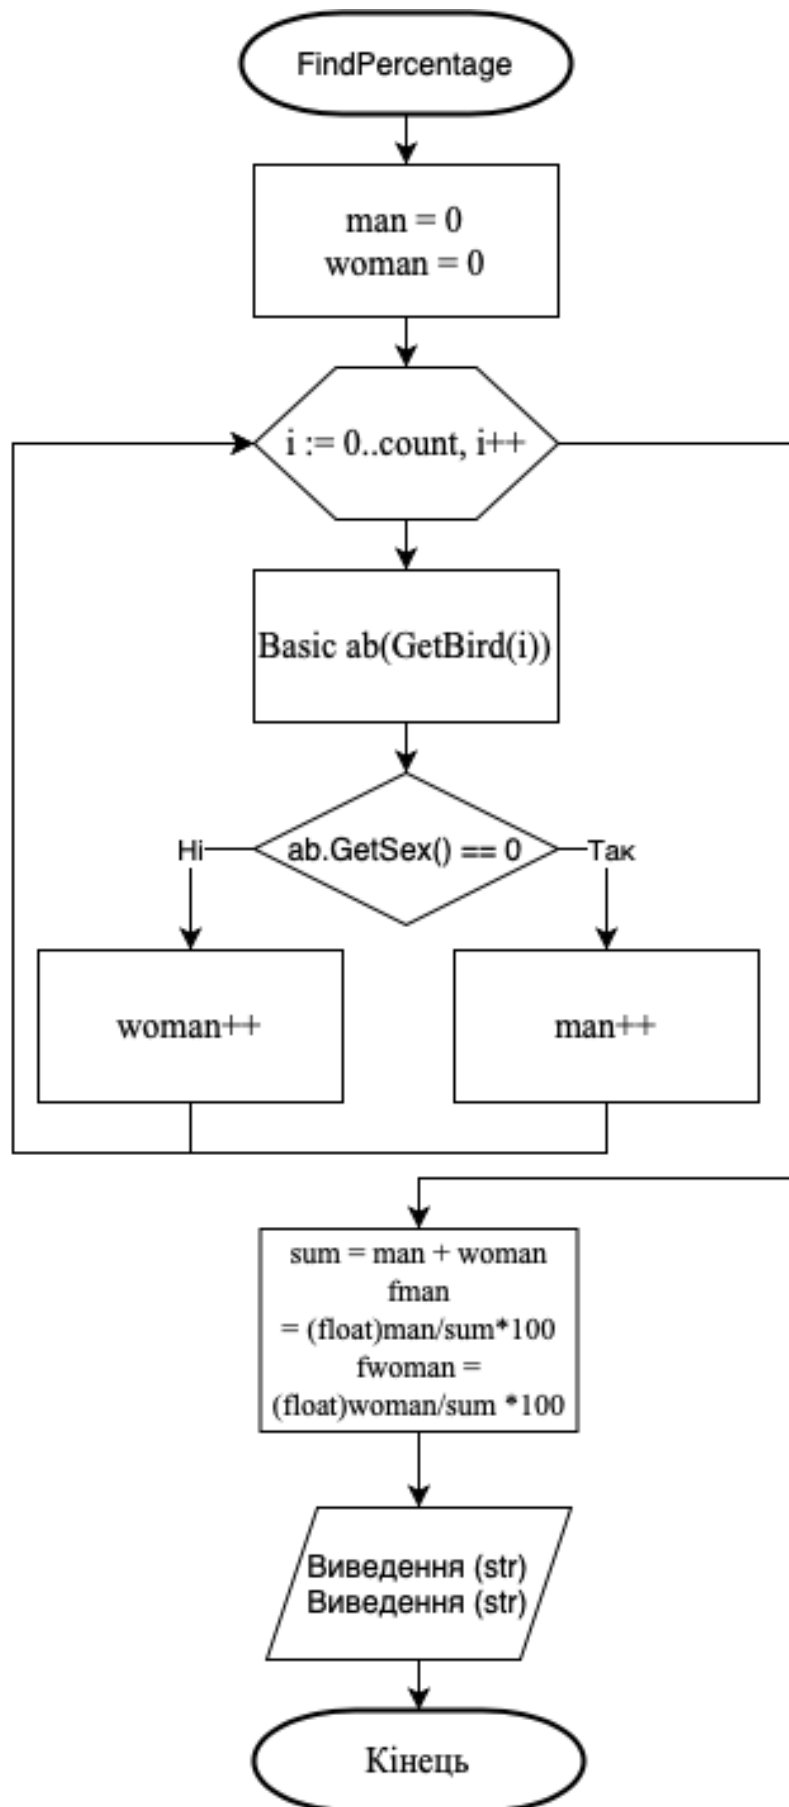 FindPercentage
man = 0
woman = 0
i := 0..count, i++
Basic ab(GetBird(i))
ab.GetSex() == 0
Ні
Так
woman++
man++
sum = man + woman
fman
= (float)man/sum*100
fwoman =
(float)woman/sum *100
Виведення (str)
Виведення (str)
Кінець